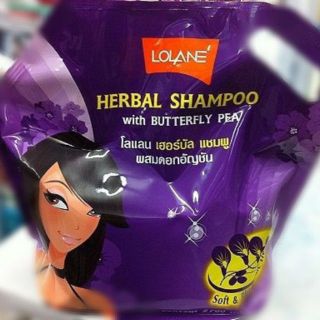 LOLANE
HERBAL SHAMPOO
with BUTTERFLY PEA
โลแลน เฮอร์บัล แชมพู
ผสมดอกอัญชัน
Soft &